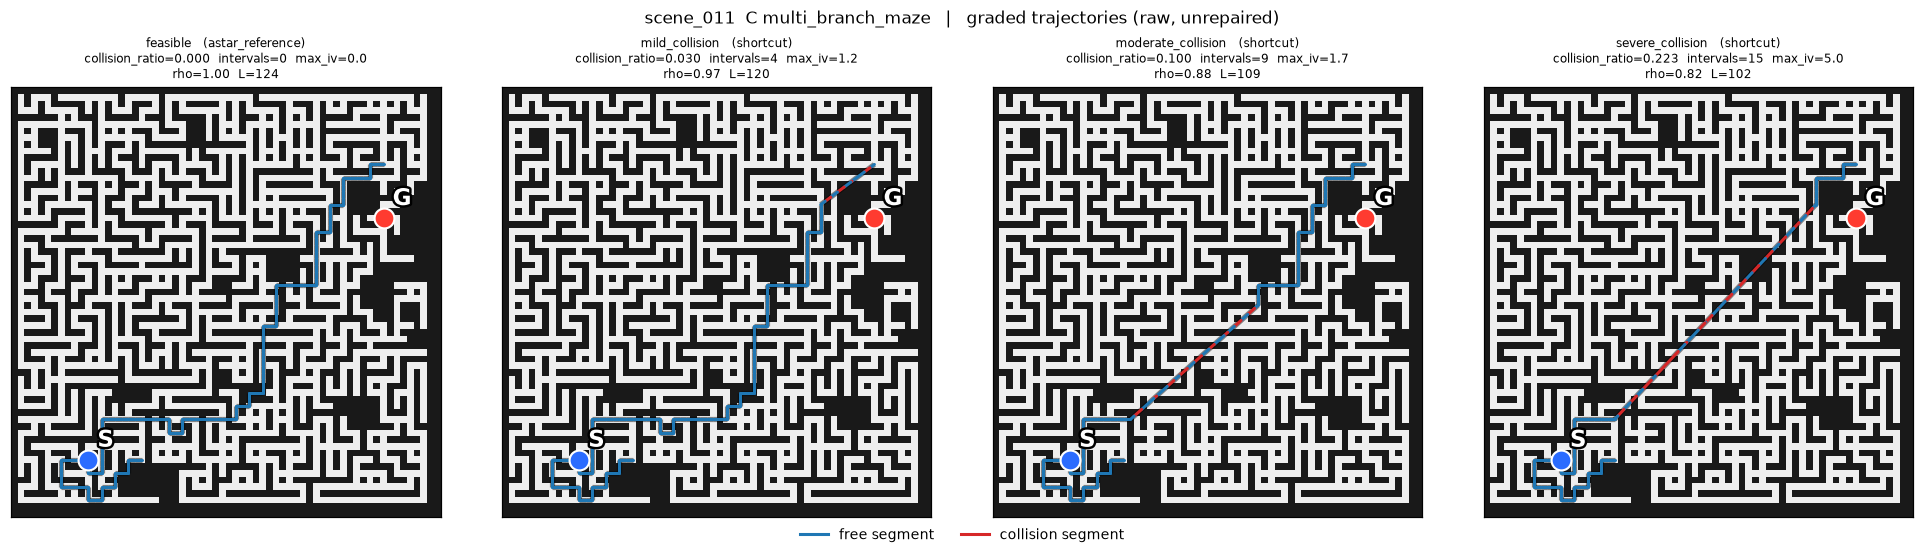 scene_011  C multi_branch_maze   |   graded trajectories (raw, unrepaired)
feasible   (astar_reference)
collision_ratio=0.000  intervals=0  max_iv=0.0
rho=1.00  L=124
mild_collision   (shortcut)
collision_ratio=0.030  intervals=4  max_iv=1.2
rho=0.97  L=120
moderate_collision   (shortcut)
collision_ratio=0.100  intervals=9  max_iv=1.7
rho=0.88  L=109
severe_collision   (shortcut)
collision_ratio=0.223  intervals=15  max_iv=5.0
rho=0.82  L=102
G
S
G
S
G
S
G
S
free segment
collision segment